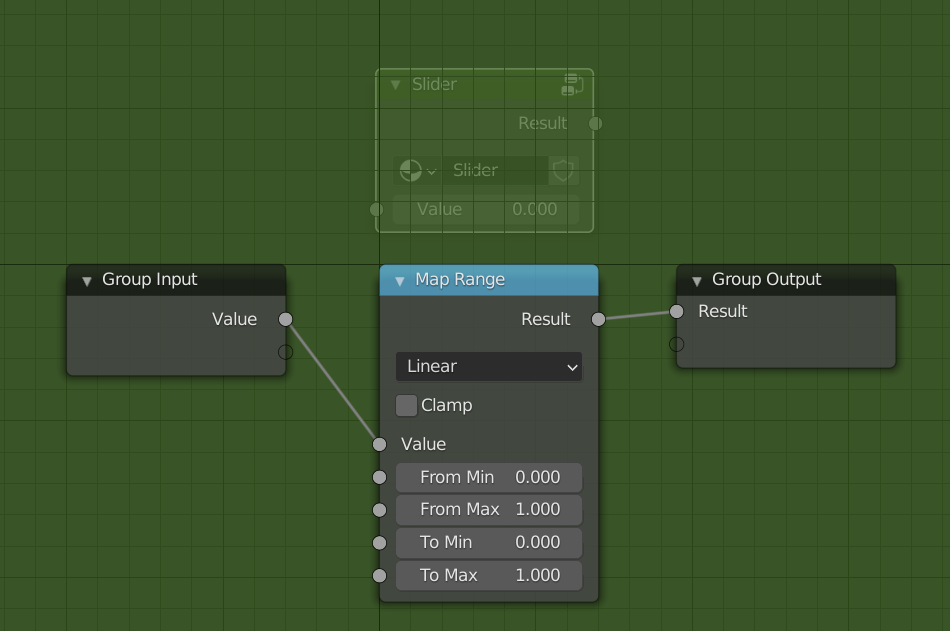 Slider
Result
Slider
Value 0.000
Group Input
Value
Map Range
Result
Linear
Clamp
Value
From Min 0.000
From Max 1.000
To Min 0.000
To Max 1.000
Group Output
Result